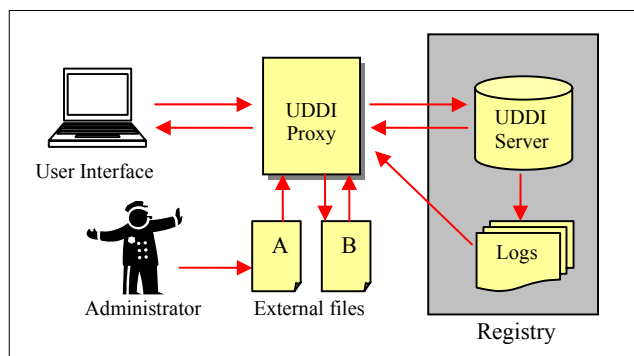 UDDI
Proxy
UDDI
Server
User Interface
A
B
Logs
Administrator
External files
Registry